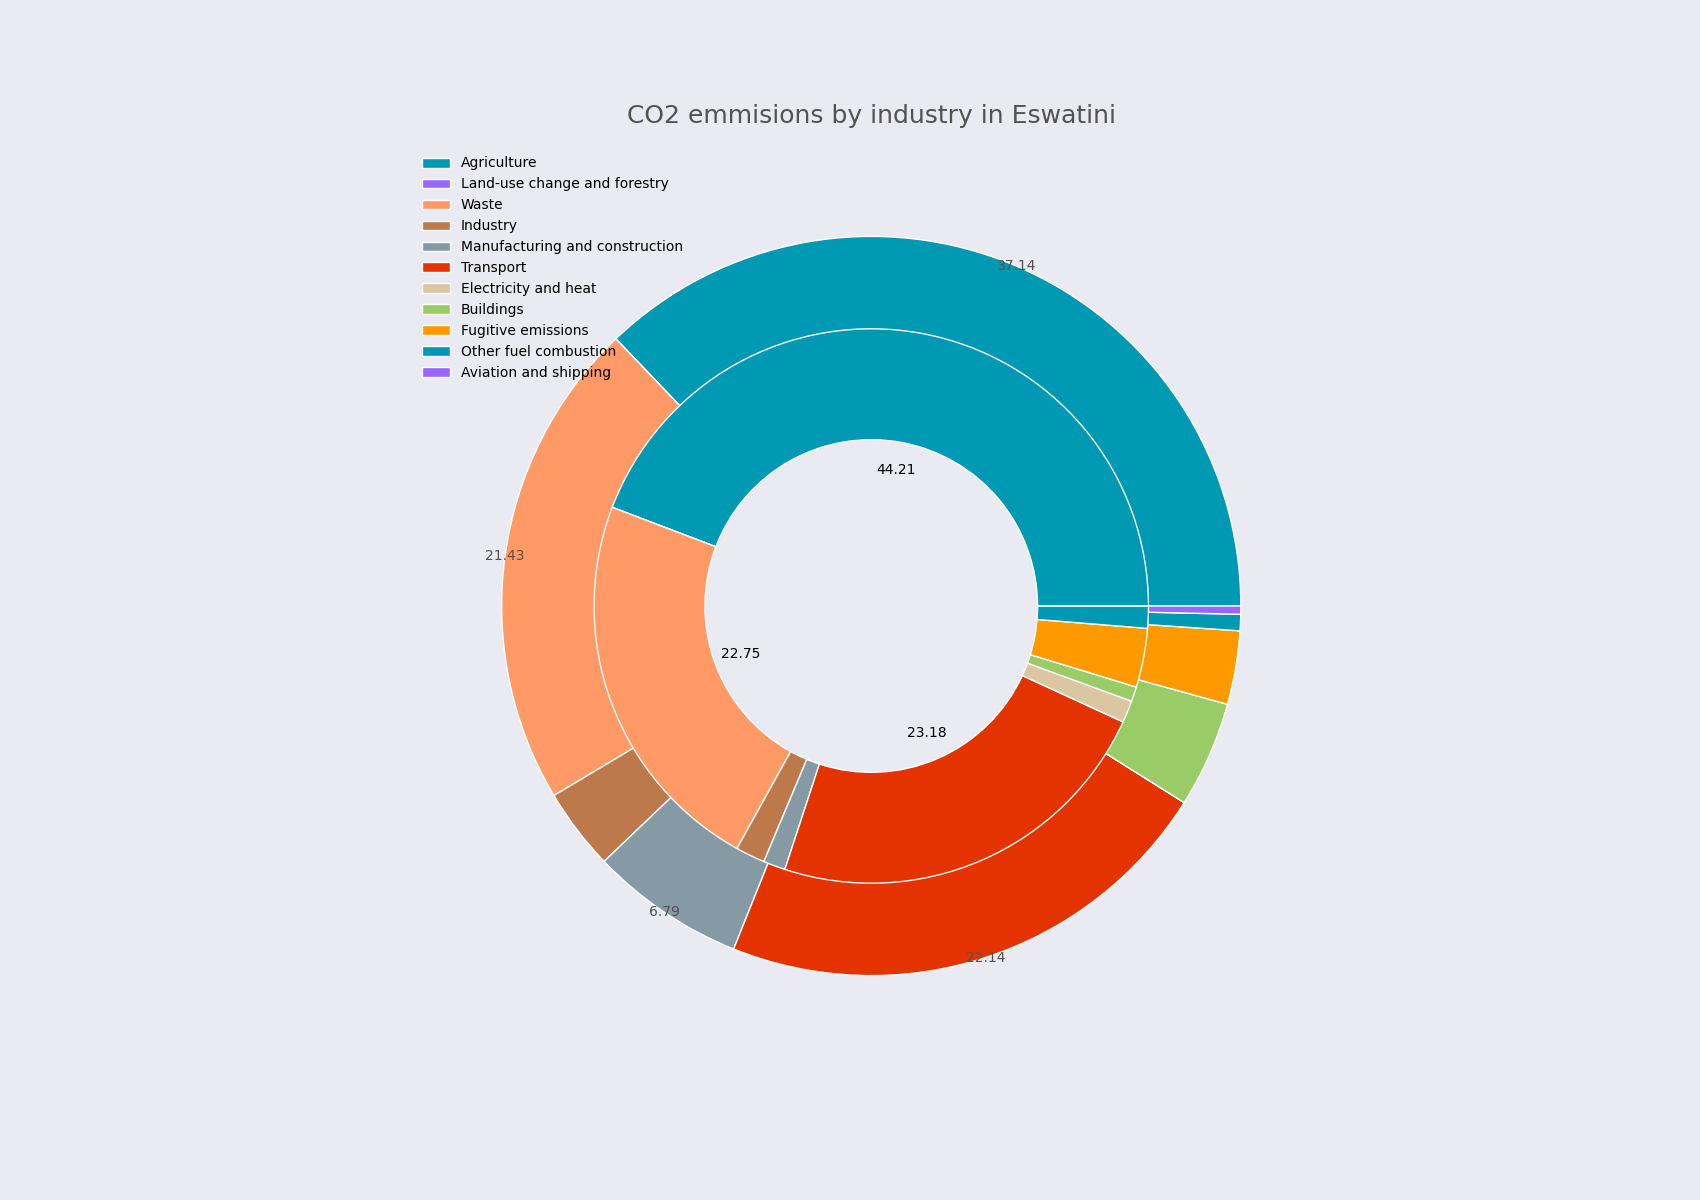 CO2 emmisions by industry in Eswatini
Agriculture
Land-use change and forestry
Waste
Industry
Manufacturing and construction
Transport
Electricity and heat
Buildings
Fugitive emissions
Other fuel combustion
Aviation and shipping
37.14
44.21
21.43
22.75
23.18
6.79
22.14